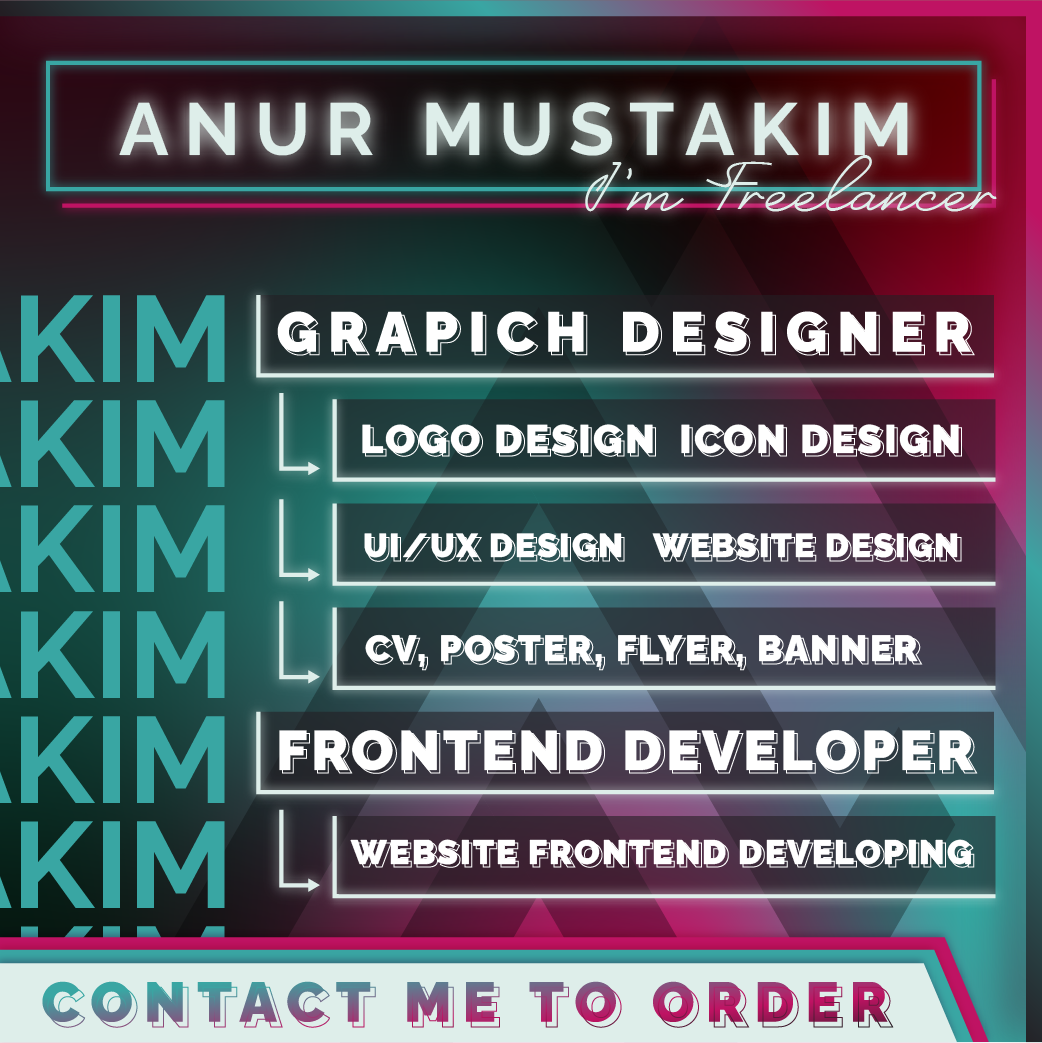 ANUR MUSTAKIM
I'm Freelancer
AKIM
GRAPICH DESIGNER
AKIM
LOGO DESIGN ICON DESIGN
AKIM
UI/UX DESIGN WEBSITE DESIGN
AKIM
CV, POSTER, FLYER, BANNER
AKIM
FRONTEND DEVELOPER
AKIM
WEBSITE FRONTEND DEVELOPING
AKIM
CONTACT ME TO ORDER